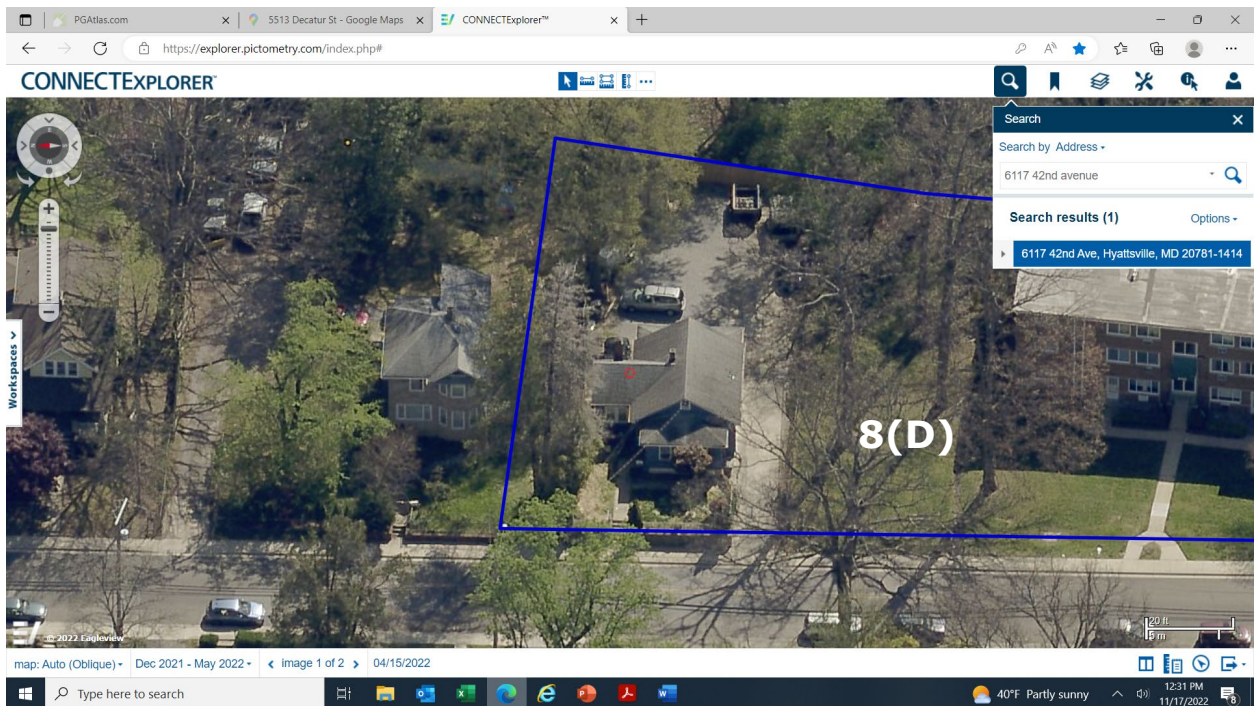 PGAtlas.com
5513 Decatur St - Google Maps
CONNECTExplorer™
https://explorer.pictometry.com/index.php#
CONNECTEXPLORER™
Search
Search by Address
6117 42nd avenue
Search results (1)
Options
6117 42nd Ave, Hyattsville, MD 20781-1414
E
W
Workspaces
8(D)
20 ft
5 m
© 2022 Eagleview
map: Auto (Oblique)
Dec 2021 - May 2022
image 1 of 2
04/15/2022
Type here to search
40°F Partly sunny
12:31 PM
11/17/2022
8